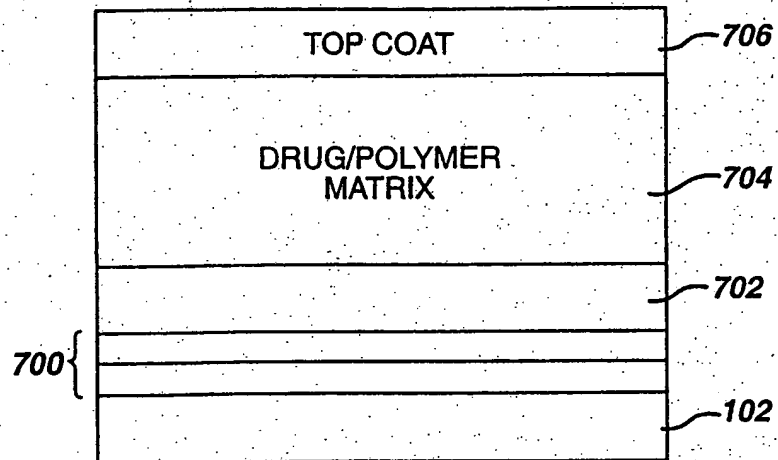 TOP COAT
706
DRUG/POLYMER
MATRIX
704
702
700
102